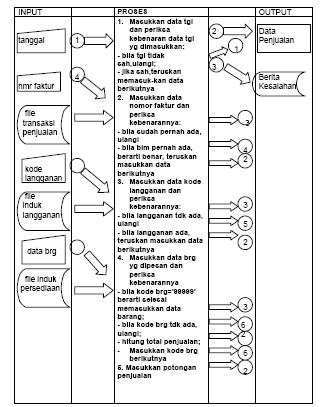 INPUT
PROSES
OUTPUT
tanggal
1
nmr faktur
4
file
transaksi
penjualan
kode
langganan
file
induk
langganan
data brg
file induk
persediaan
1. Masukkan data tgl
dan periksa
kebenaran data tgl
yg dimasukkan:
- bila tgl tidak
sah,ulangi;
- jika sah,teruskan
memasuk-kan data
berikutnya
2. Masukkan data
nomor faktur dan
periksa
kebenarannya:
- bila sudah pernah ada,
ulangi
- bila blm pernah ada,
berarti benar, teruskan
masukkan data
berikutnya
3. Masukkan data kode
langganan dan
periksa
kebenarannya:
- bila langganan tdk ada,
ulangi
- bila langganan ada,
teruskan masukkan data
berikutnya
4. Masukkan data brg
yg dipesan dan
periksa
kebenarannya
- bila kode brg='99999'
berarti selesai
memasukkan data
barang;
- bila kode brg tdk ada,
ulangi;
- hitung total penjualan;
- Masukkan kode brg
berikutnya
5. Masukkan potongan
penjualan
2
1
3
3
4
2
3
5
2
3
6
2
6
2
Data
Penjualan
Berita
Kesalahan